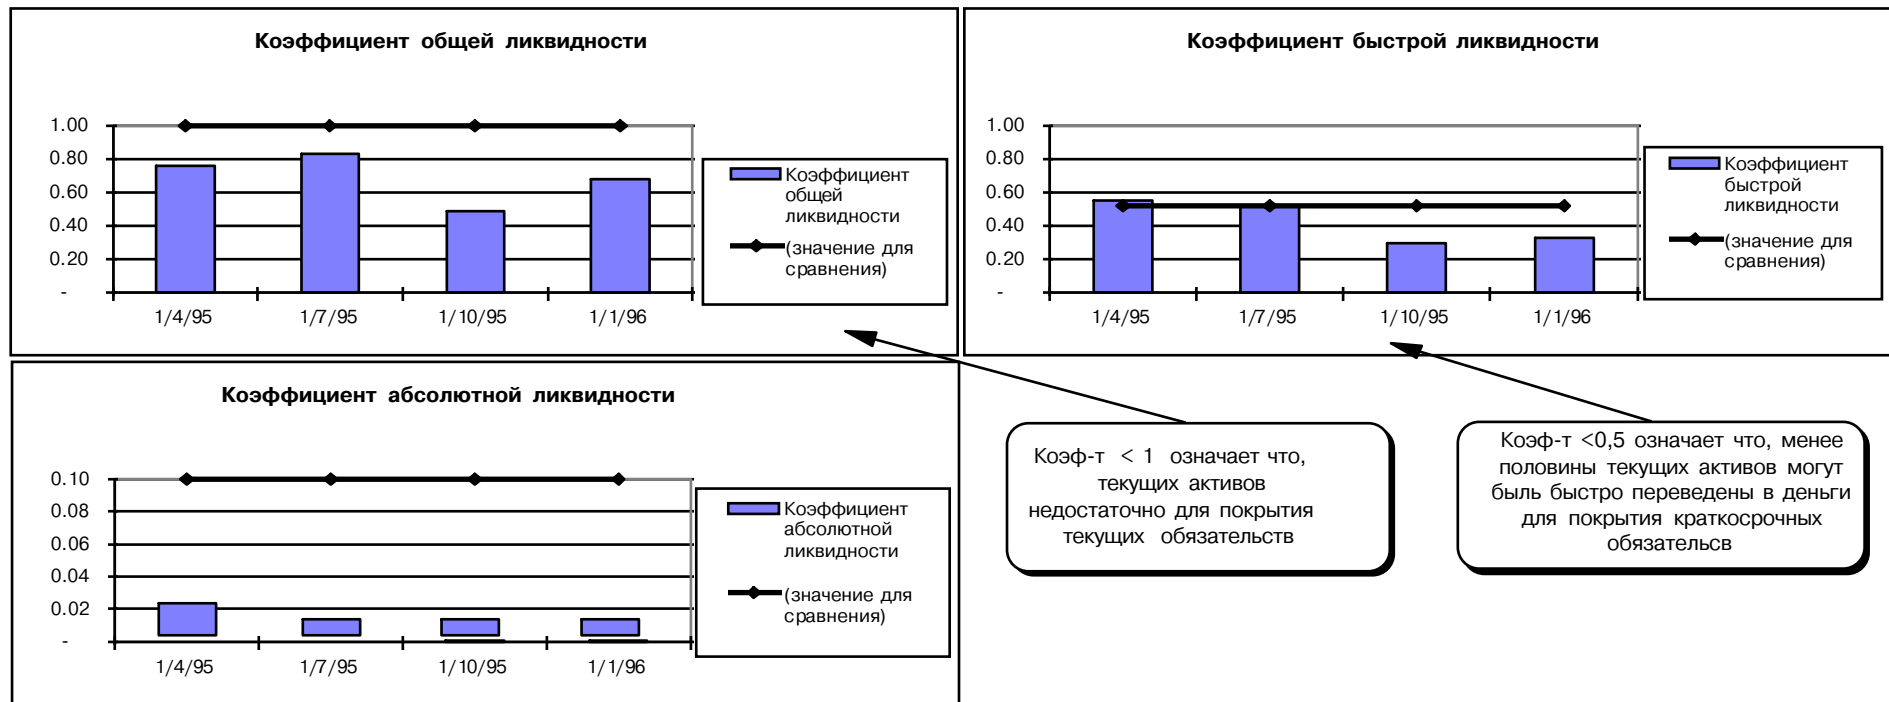 Коэффициент общей ликвидности
1.00
0.80
0.60
0.40
0.20
-
1/4/95
1/7/95
1/10/95
1/1/96
Коэффициент
общей
ликвидности
(значение для
сравнения)
Коэффициент быстрой ликвидности
1.00
0.80
0.60
0.40
0.20
-
1/4/95
1/7/95
1/10/95
1/1/96
Коэффициент
быстрой
ликвидности
(значение для
сравнения)
Коэффициент абсолютной ликвидности
0.10
0.08
0.06
0.04
0.02
-
1/4/95
1/7/95
1/10/95
1/1/96
Коэффициент
абсолютной
ликвидности
(значение для
сравнения)
Коэф-т < 1 означает что,
текущих активов
недостаточно для покрытия
текущих обязательств
Коэф-т <0,5 означает что, менее
половины текущих активов могут
быль быстро переведены в деньги
для покрытия краткосрочных
обязательсв